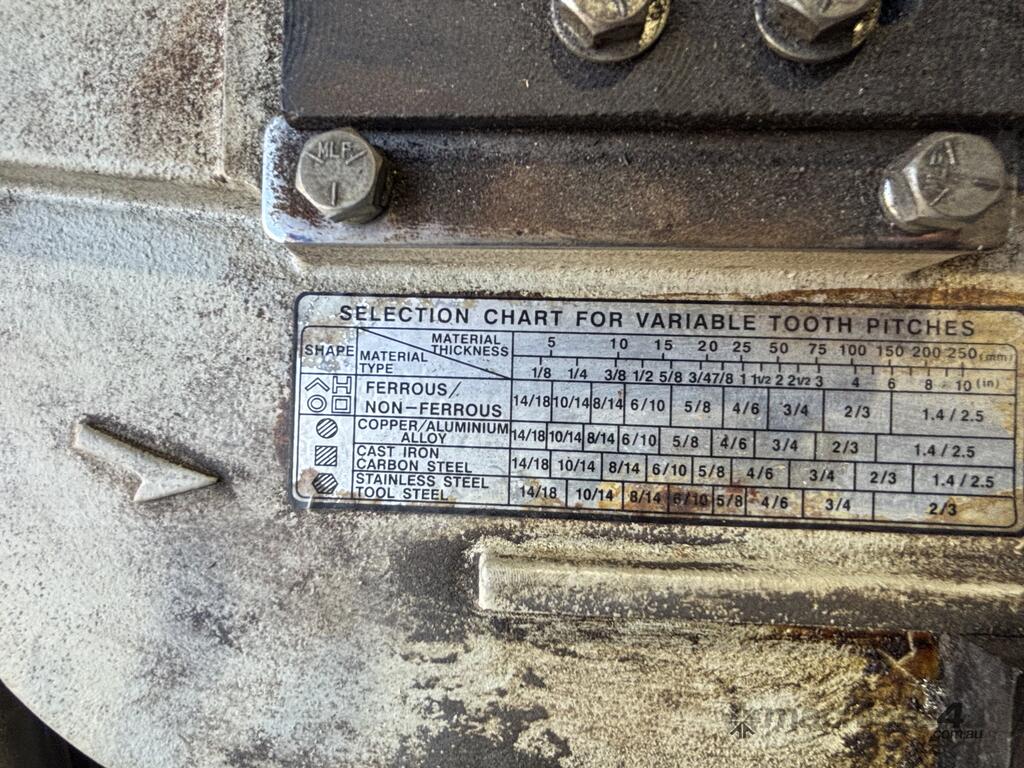 MLF
SELECTION CHART FOR VARIABLE TOOTH PITCHES
SHAPE
MATERIAL THICKNESS
MATERIAL TYPE
5 10 15 20 25 50 75 100 150 200 250 (mm)
1/8 1/4 3/8 1/2 5/8 3/4 7/8 1 1 1/2 2 2 1/2 3 4 6 8 10 (in)
FERROUS/
NON-FERROUS
14/18 10/14 8/14 6/10 5/8 4/6 3/4 2/3 1.4/2.5
COPPER/ALUMINIUM
ALLOY
14/18 10/14 8/14 6/10 5/8 4/6 3/4 2/3 1.4/2.5
CAST IRON
CARBON STEEL
14/18 10/14 8/14 6/10 5/8 4/6 3/4 2/3 1.4/2.5
STAINLESS STEEL
TOOL STEEL
14/18 10/14 8/14 6/10 5/8 4/6 3/4 2/3
4
.com.au